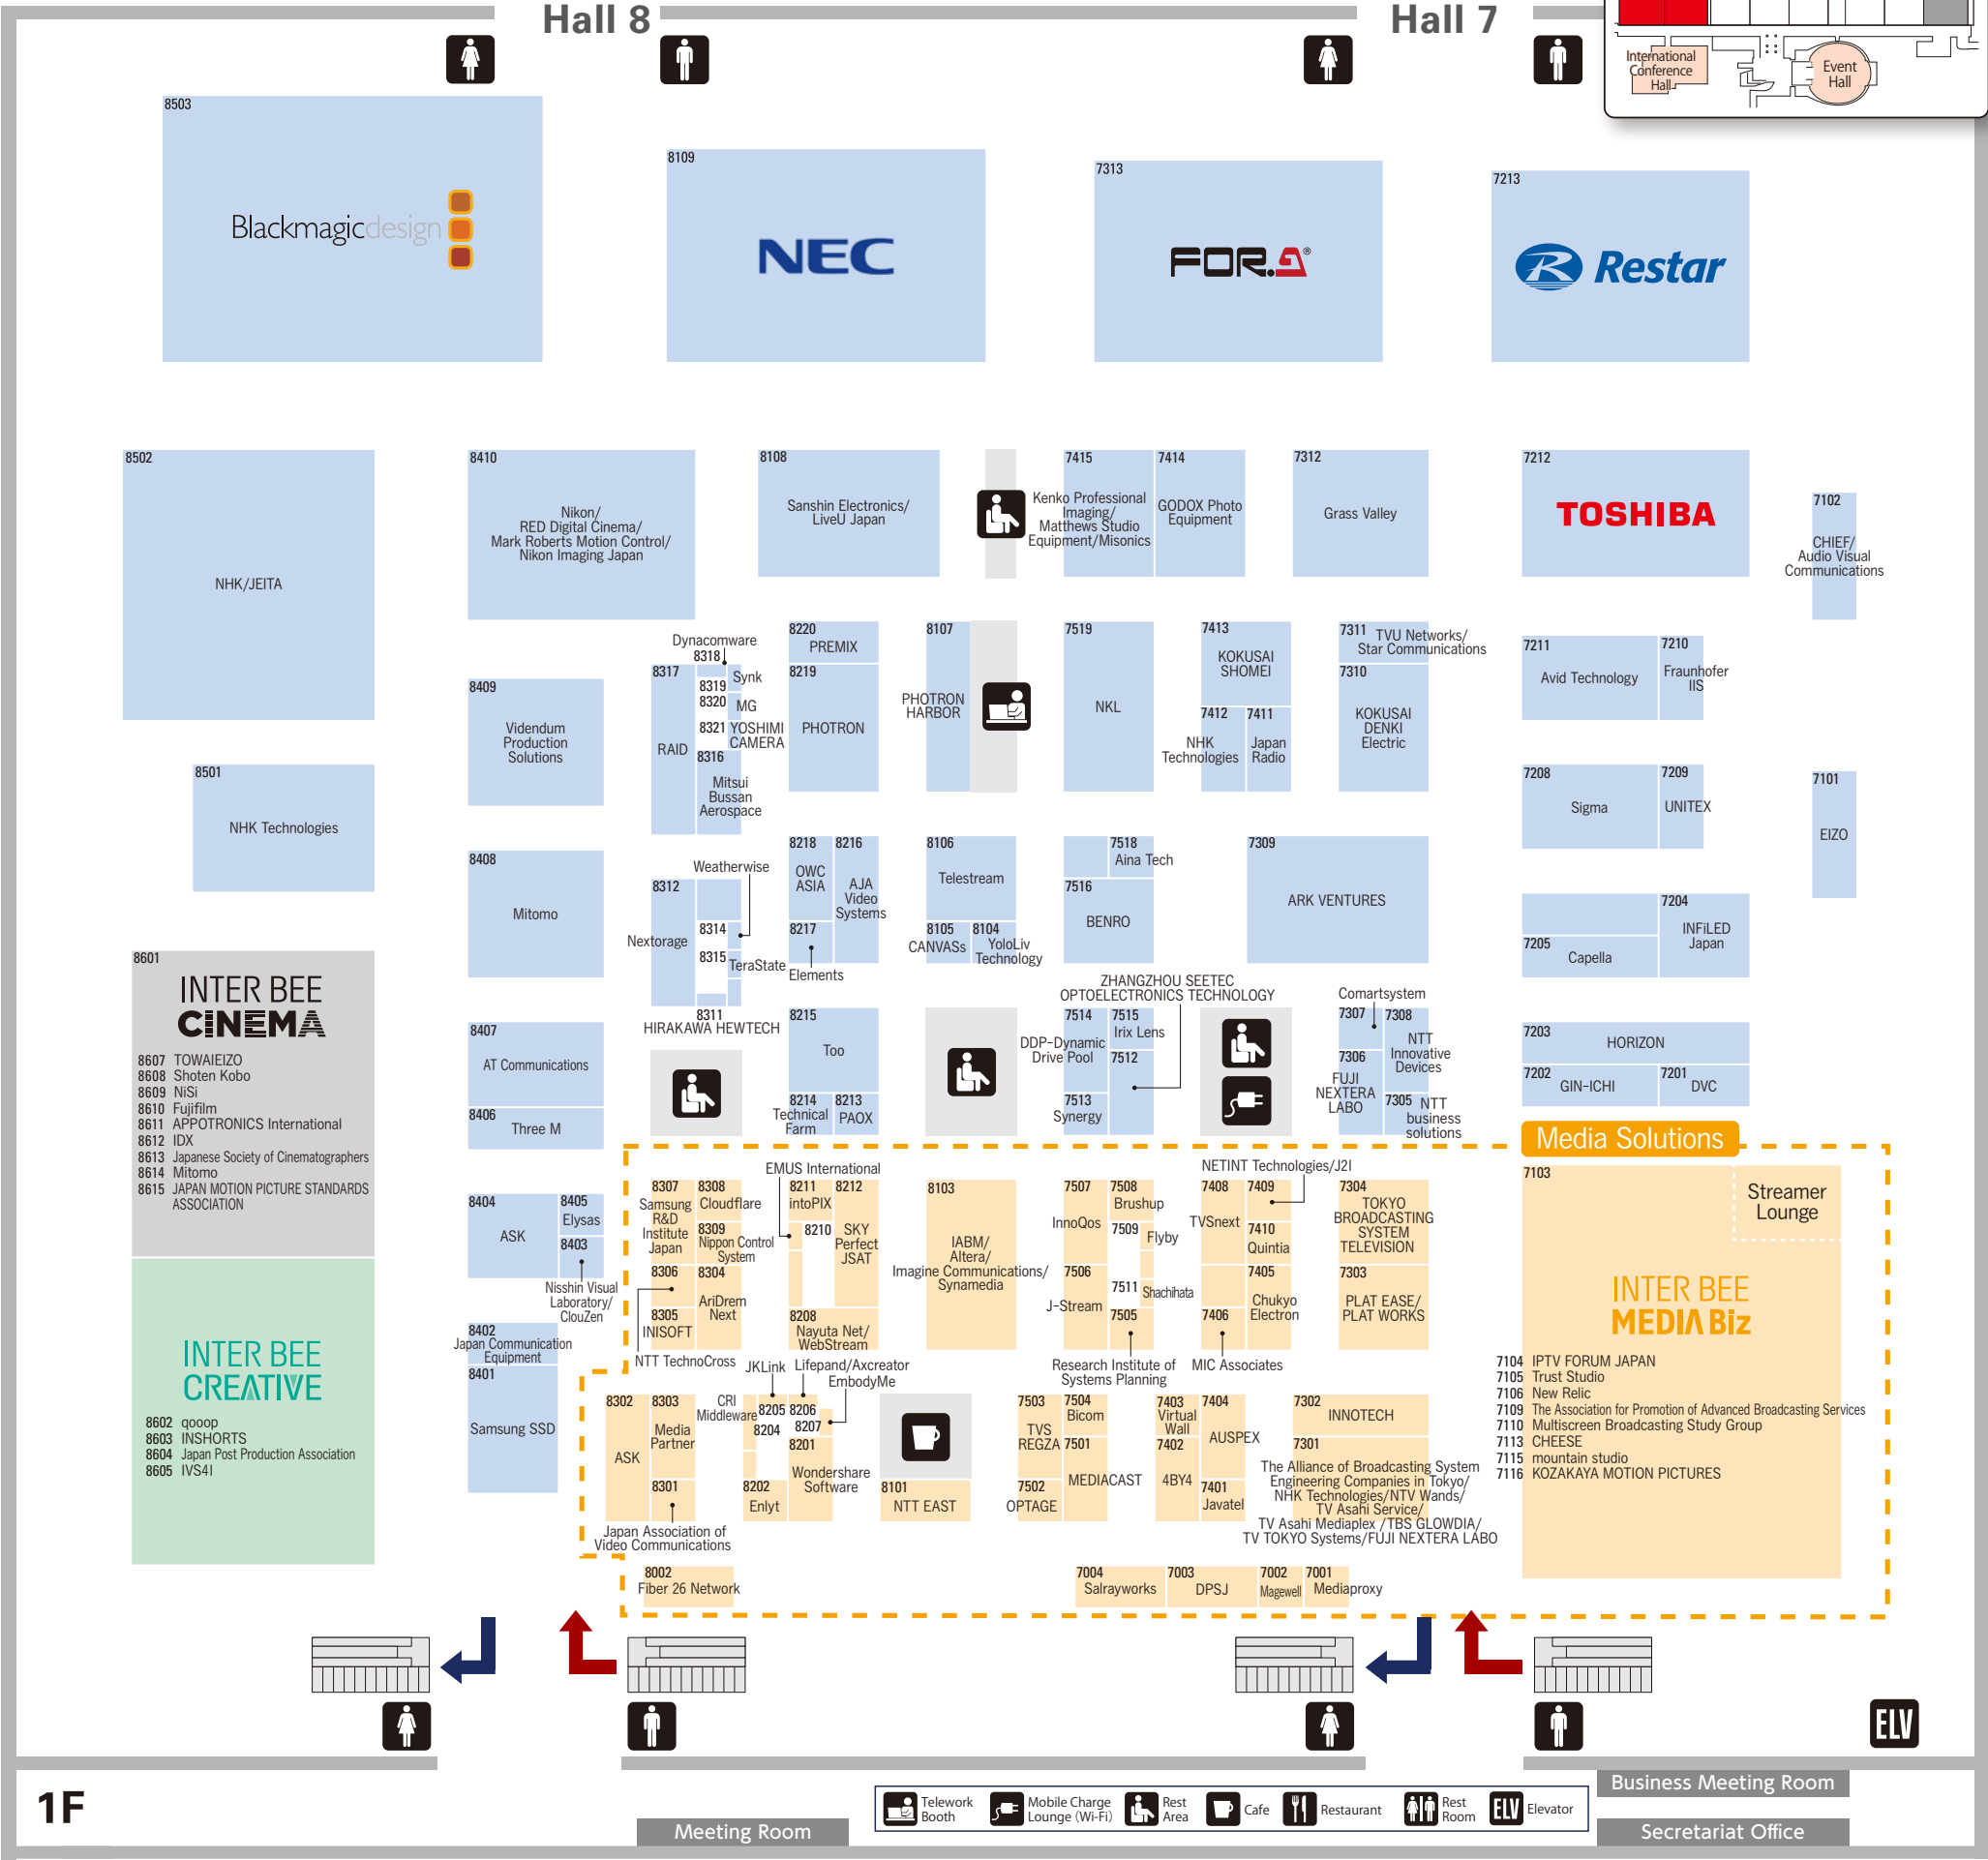 Hall 8
Hall 7
International
Conference
Hall
Event
Hall
8503
Blackmagicdesign
8109
NEC
7313
FOR.A®
7213
Restar
8502
NHK/JEITA
8410
Nikon/
RED Digital Cinema/
Mark Roberts Motion Control/
Nikon Imaging Japan
8108
Sanshin Electronics/
LiveU Japan
7415
Kenko Professional
Imaging/
Matthews Studio
Equipment/Misonics
7414
GODOX Photo
Equipment
7312
Grass Valley
7212
TOSHIBA
7102
CHIEF/
Audio Visual
Communications
8409
Videndum
Production
Solutions
Dynacomware
8318
8317
RAID
8319
Synk
8320
MG
8321
YOSHIMI
CAMERA
8316
Mitsui
Bussan
Aerospace
8220
PREMIX
8219
PHOTRON
8107
PHOTRON
HARBOR
7519
NKL
7413
KOKUSAI
SHOMEI
7412
NHK
Technologies
7411
Japan
Radio
7311
TVU Networks/
Star Communications
7310
KOKUSAI
DENKI
Electric
7211
Avid Technology
7210
Fraunhofer
IIS
8501
NHK Technologies
7208
Sigma
7209
UNITEX
7101
EIZO
8408
Mitomo
Weatherwise
8312
Nextorage
8314
8315
TeraState
8311
HIRAKAWA HEWTECH
8218
OWC
ASIA
8216
AJA
Video
Systems
8217
Elements
8106
Telestream
8105
CANVASs
8104
YoloLiv
Technology
7518
Aina Tech
7516
BENRO
7309
ARK VENTURES
7204
INFiLED
Japan
7205
Capella
8601
INTER BEE
CINEMA
8607 TOWAIEIZO
8608 Shoten Kobo
8609 NiSi
8610 Fujifilm
8611 APPOTRONICS International
8612 IDX
8613 Japanese Society of Cinematographers
8614 Mitomo
8615 JAPAN MOTION PICTURE STANDARDS
ASSOCIATION
8407
AT Communications
8406
Three M
8215
Too
8214
Technical
Farm
8213
PAOX
ZHANGZHOU SEETEC
OPTOELECTRONICS TECHNOLOGY
7514
DDP-Dynamic
Drive Pool
7515
Irix Lens
7512
7513
Synergy
Comartsystem
7307
7308
NTT
Innovative
Devices
7306
FUJI
NEXTERA
LABO
7305
NTT
business
solutions
7203
HORIZON
7202
GIN-ICHI
7201
DVC
Media Solutions
8404
ASK
8405
Elysas
8403
Nisshin Visual
Laboratory/
ClouZen
8307
Samsung
R&D
Institute
Japan
8308
Cloudflare
8309
Nippon Control
System
8306
8304
AriDrem
Next
8305
INISOFT
NTT TechnoCross
EMUS International
8211
intoPIX
8212
SKY
Perfect
JSAT
8210
8208
Nayuta Net/
WebStream
8103
IABM/
Altera/
Imagine Communications/
Synamedia
7507
InnoQos
7508
Brushup
7509
Flyby
7506
J-Stream
7511
Shachihata
7505
Research Institute of
Systems Planning
NETINT Technologies/J2I
7408
TVSnext
7409
7410
Quintia
7405
Chukyo
Electron
7406
MIC Associates
7304
TOKYO
BROADCASTING
SYSTEM
TELEVISION
7303
PLAT EASE/
PLAT WORKS
7103
Streamer
Lounge
INTER BEE
MEDIA Biz
7104 IPTV FORUM JAPAN
7105 Trust Studio
7106 New Relic
7109 The Association for Promotion of Advanced Broadcasting Services
7110 Multiscreen Broadcasting Study Group
7113 CHEESE
7115 mountain studio
7116 KOZAKAYA MOTION PICTURES
INTER BEE
CREATIVE
8602 qooop
8603 INSHORTS
8604 Japan Post Production Association
8605 IVS4I
8402
Japan Communication
Equipment
8401
Samsung SSD
8302
ASK
8303
Media
Partner
8301
Japan Association of
Video Communications
CRI
Middleware
8204
JKLink
8205
Lifepand/Axcreator
8206
EmbodyMe
8207
8201
Wondershare
Software
8202
Enlyt
8101
NTT EAST
7503
TVS
REGZA
7504
Bicom
7501
MEDIACAST
7502
OPTAGE
7403
Virtual
Wall
7404
AUSPEX
7402
4BY4
7401
Javatel
7302
INNOTECH
7301
The Alliance of Broadcasting System
Engineering Companies in Tokyo/
NHK Technologies/NTV Wands/
TV Asahi Service/
TV Asahi Mediaplex /TBS GLOWDIA/
TV TOKYO Systems/FUJI NEXTERA LABO
8002
Fiber 26 Network
7004
Salrayworks
7003
DPSJ
7002
Magewell
7001
Mediaproxy
ELV
1F
Telework
Booth
Mobile Charge
Lounge (Wi-Fi)
Rest
Area
Cafe
Restaurant
Rest
Room
ELV
Elevator
Business Meeting Room
Meeting Room
Secretariat Office